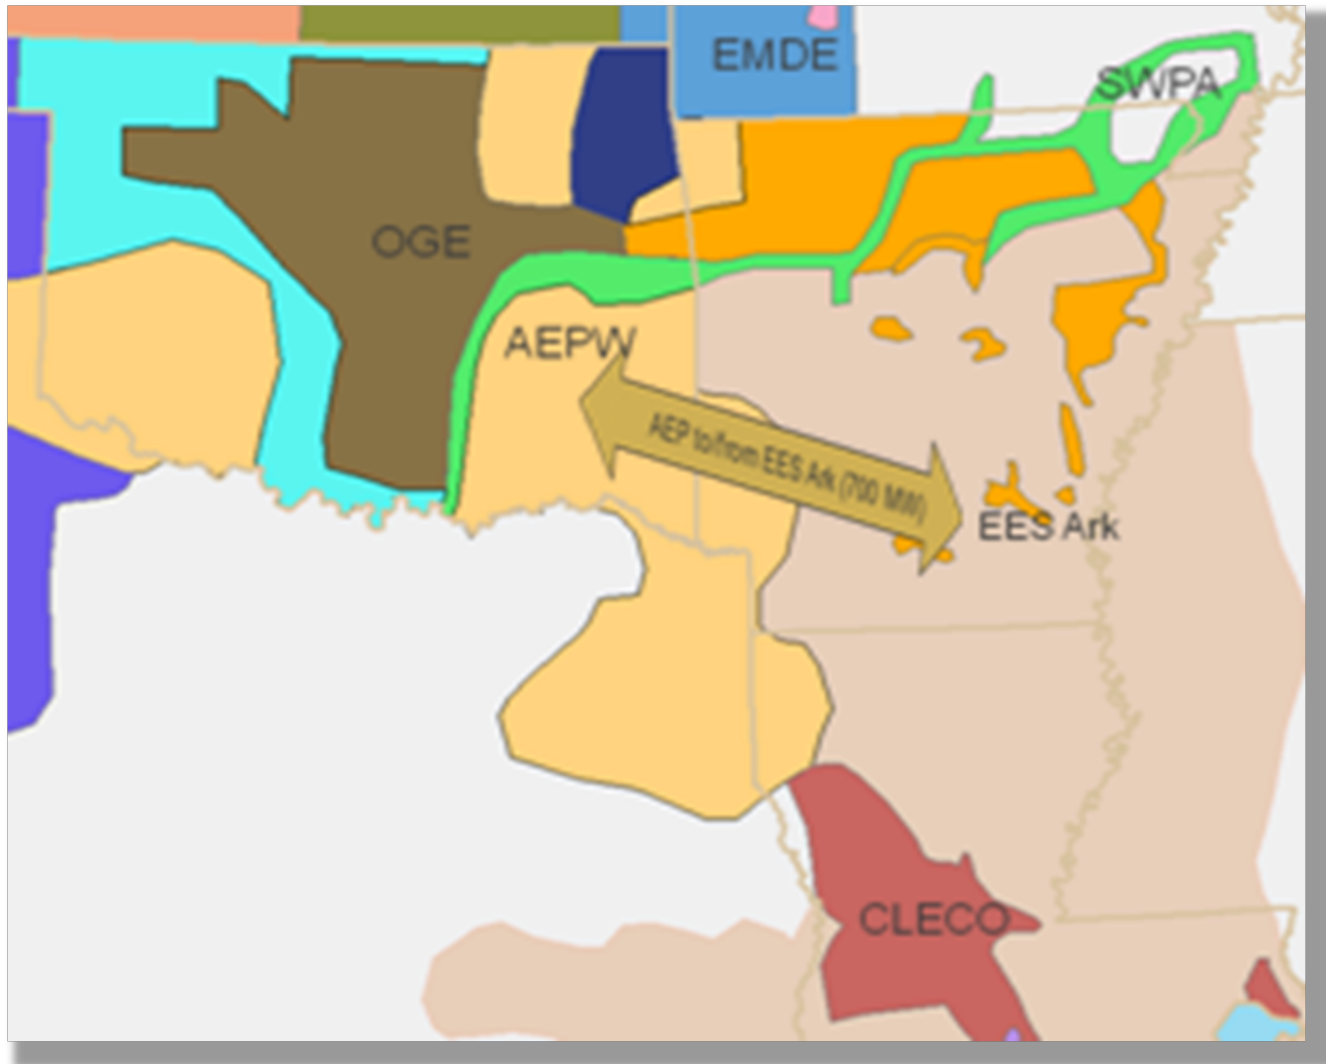 EMDE
SWPA
OGE
AEPW
AEP to/from EES Ark (700 MW)
EES Ark
CLECO